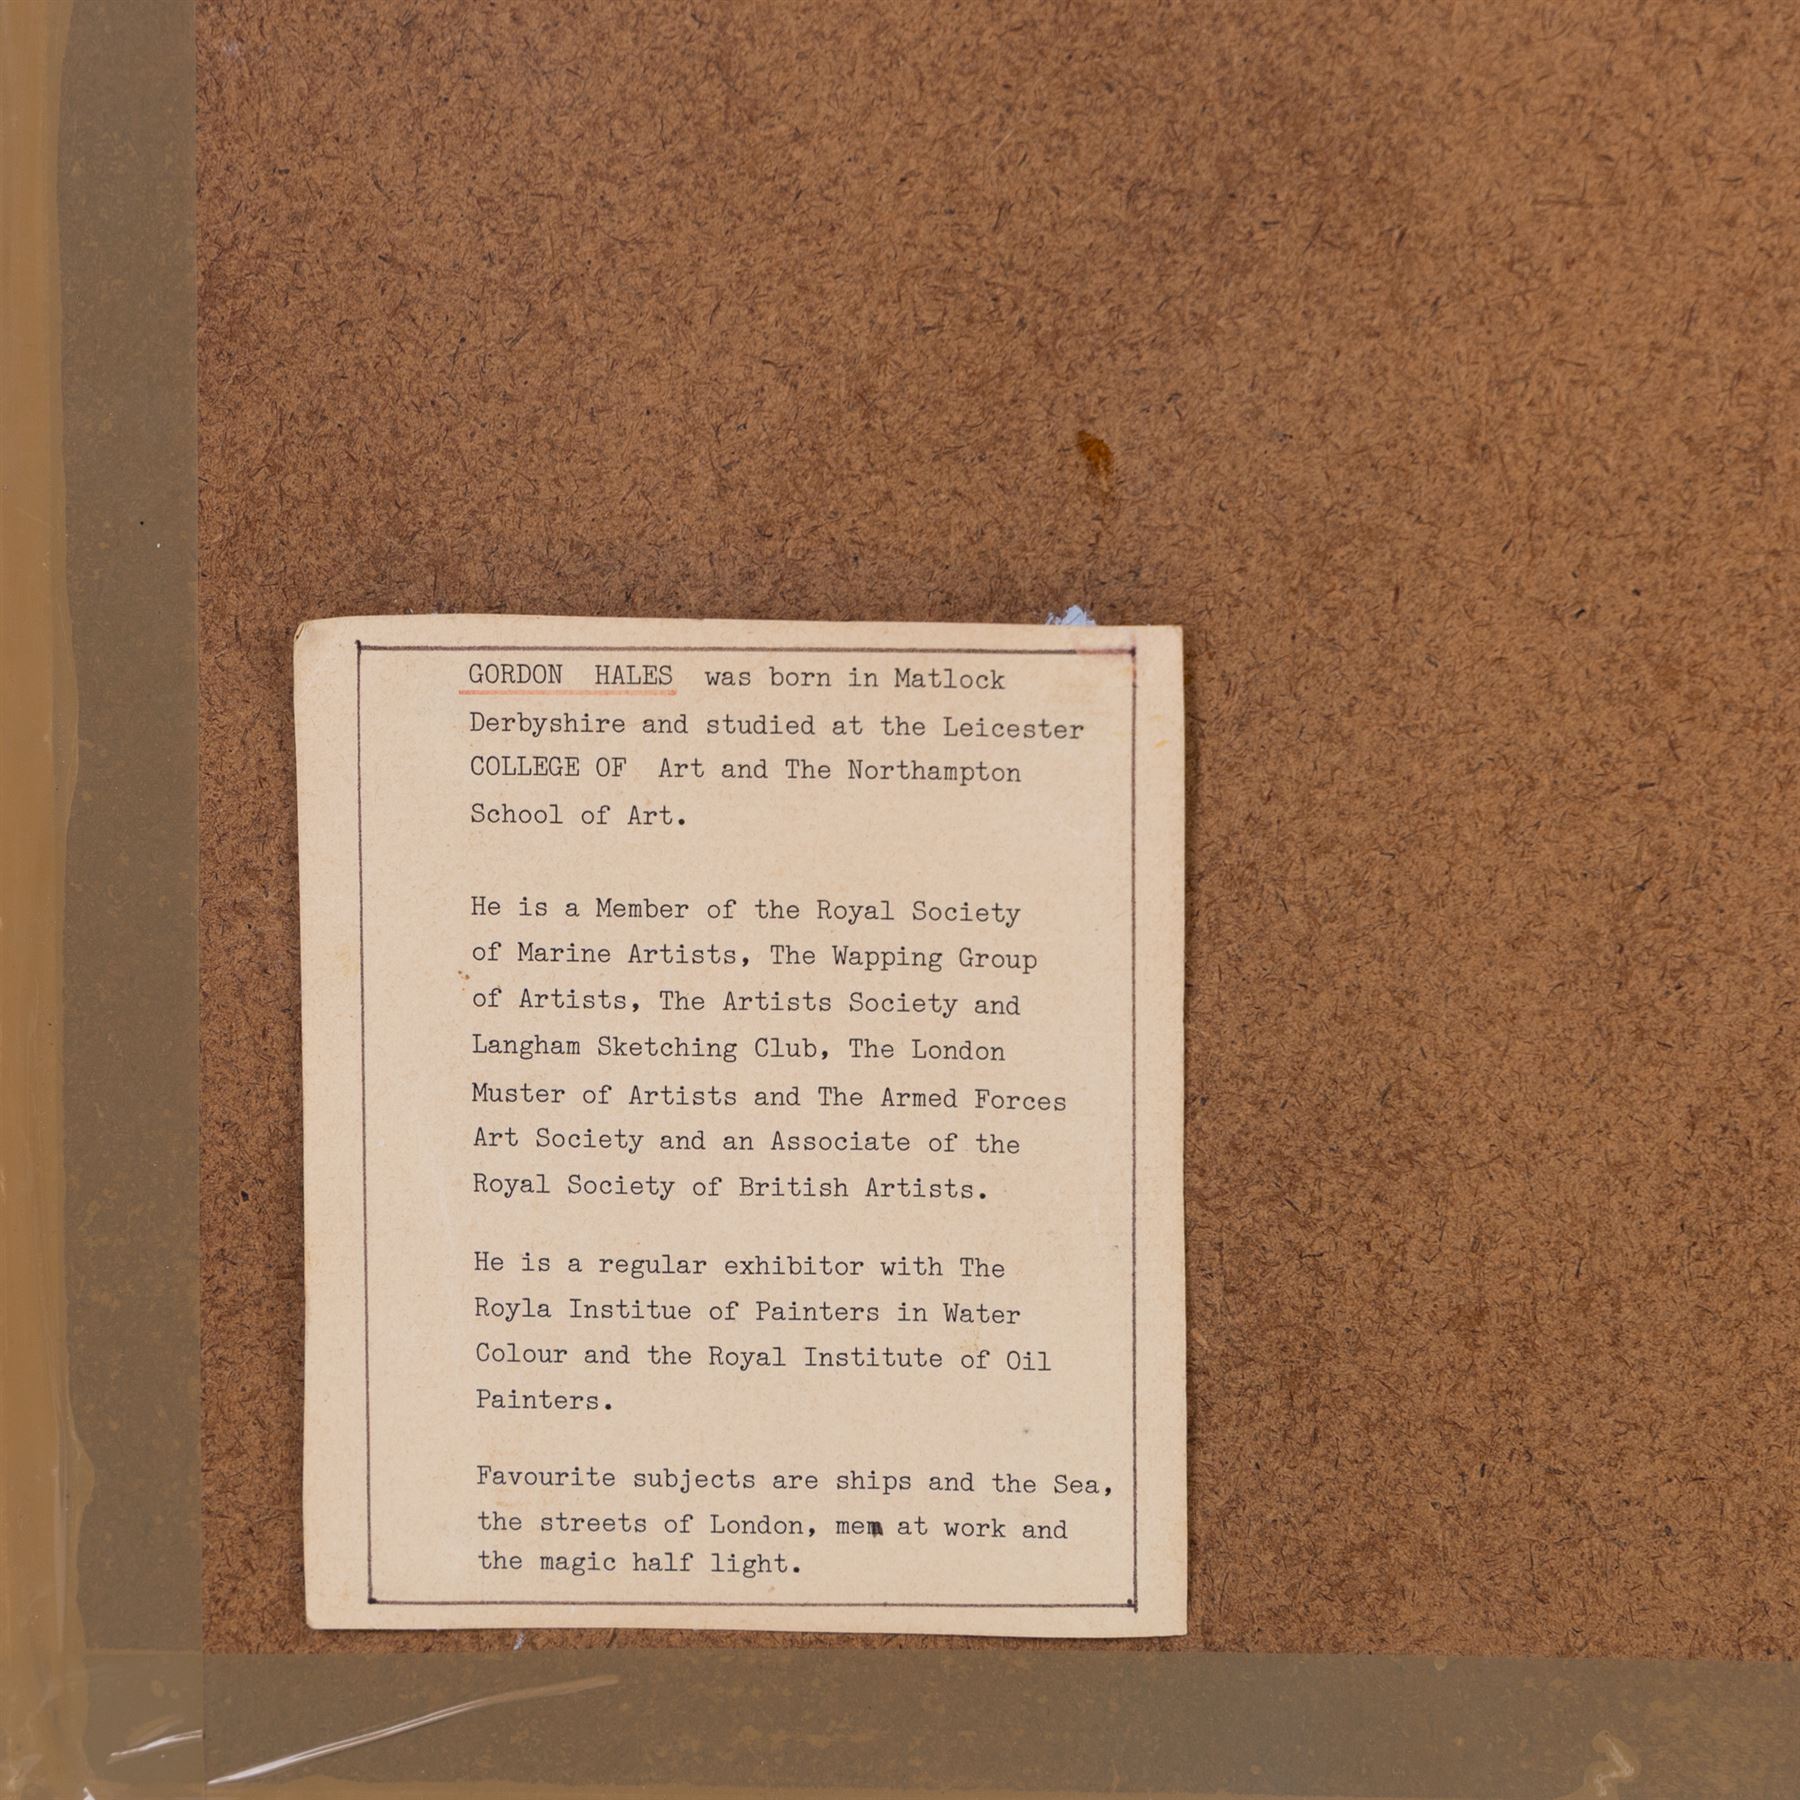 GORDON HALES was born in Matlock
Derbyshire and studied at the Leicester
COLLEGE OF Art and The Northampton
School of Art.
He is a Member of the Royal Society
of Marine Artists, The Wapping Group
of Artists, The Artists Society and
Langham Sketching Club, The London
Muster of Artists and The Armed Forces
Art Society and an Associate of the
Royal Society of British Artists.
He is a regular exhibitor with The
Royla Institue of Painters in Water
Colour and the Royal Institute of Oil
Painters.
Favourite subjects are ships and the Sea,
the streets of London, men at work and
the magic half light.